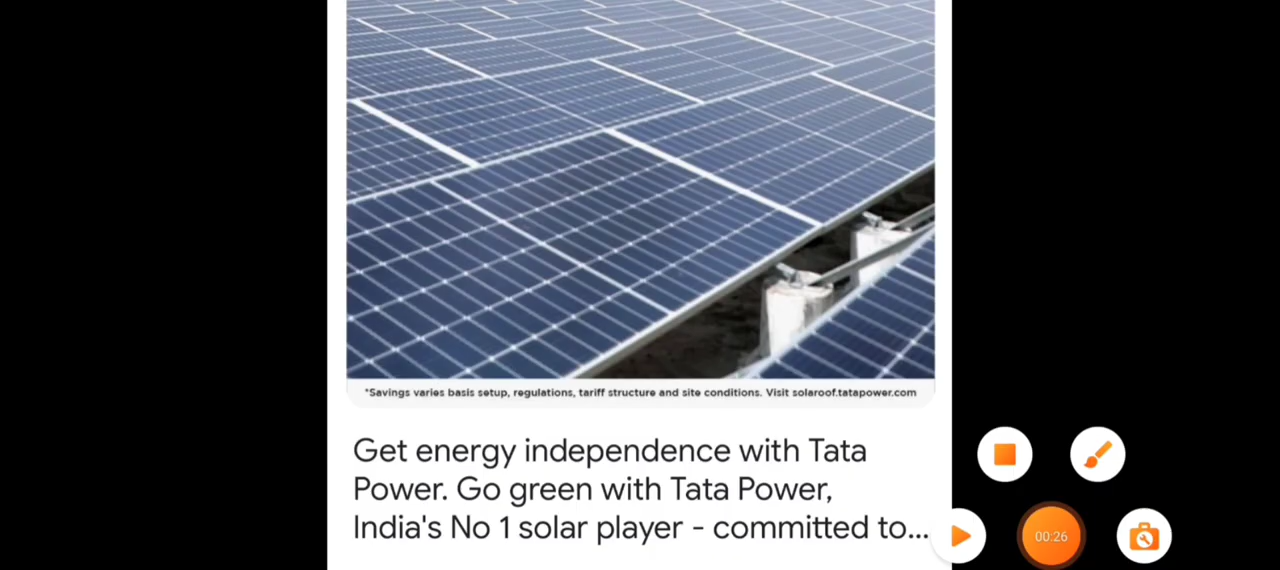 *Savings varies basis setup, regulations, tariff structure and site conditions. Visit solaroof.tatapower.com
Get energy independence with Tata
Power. Go green with Tata Power,
India's No 1 solar player - committed to...
00:26